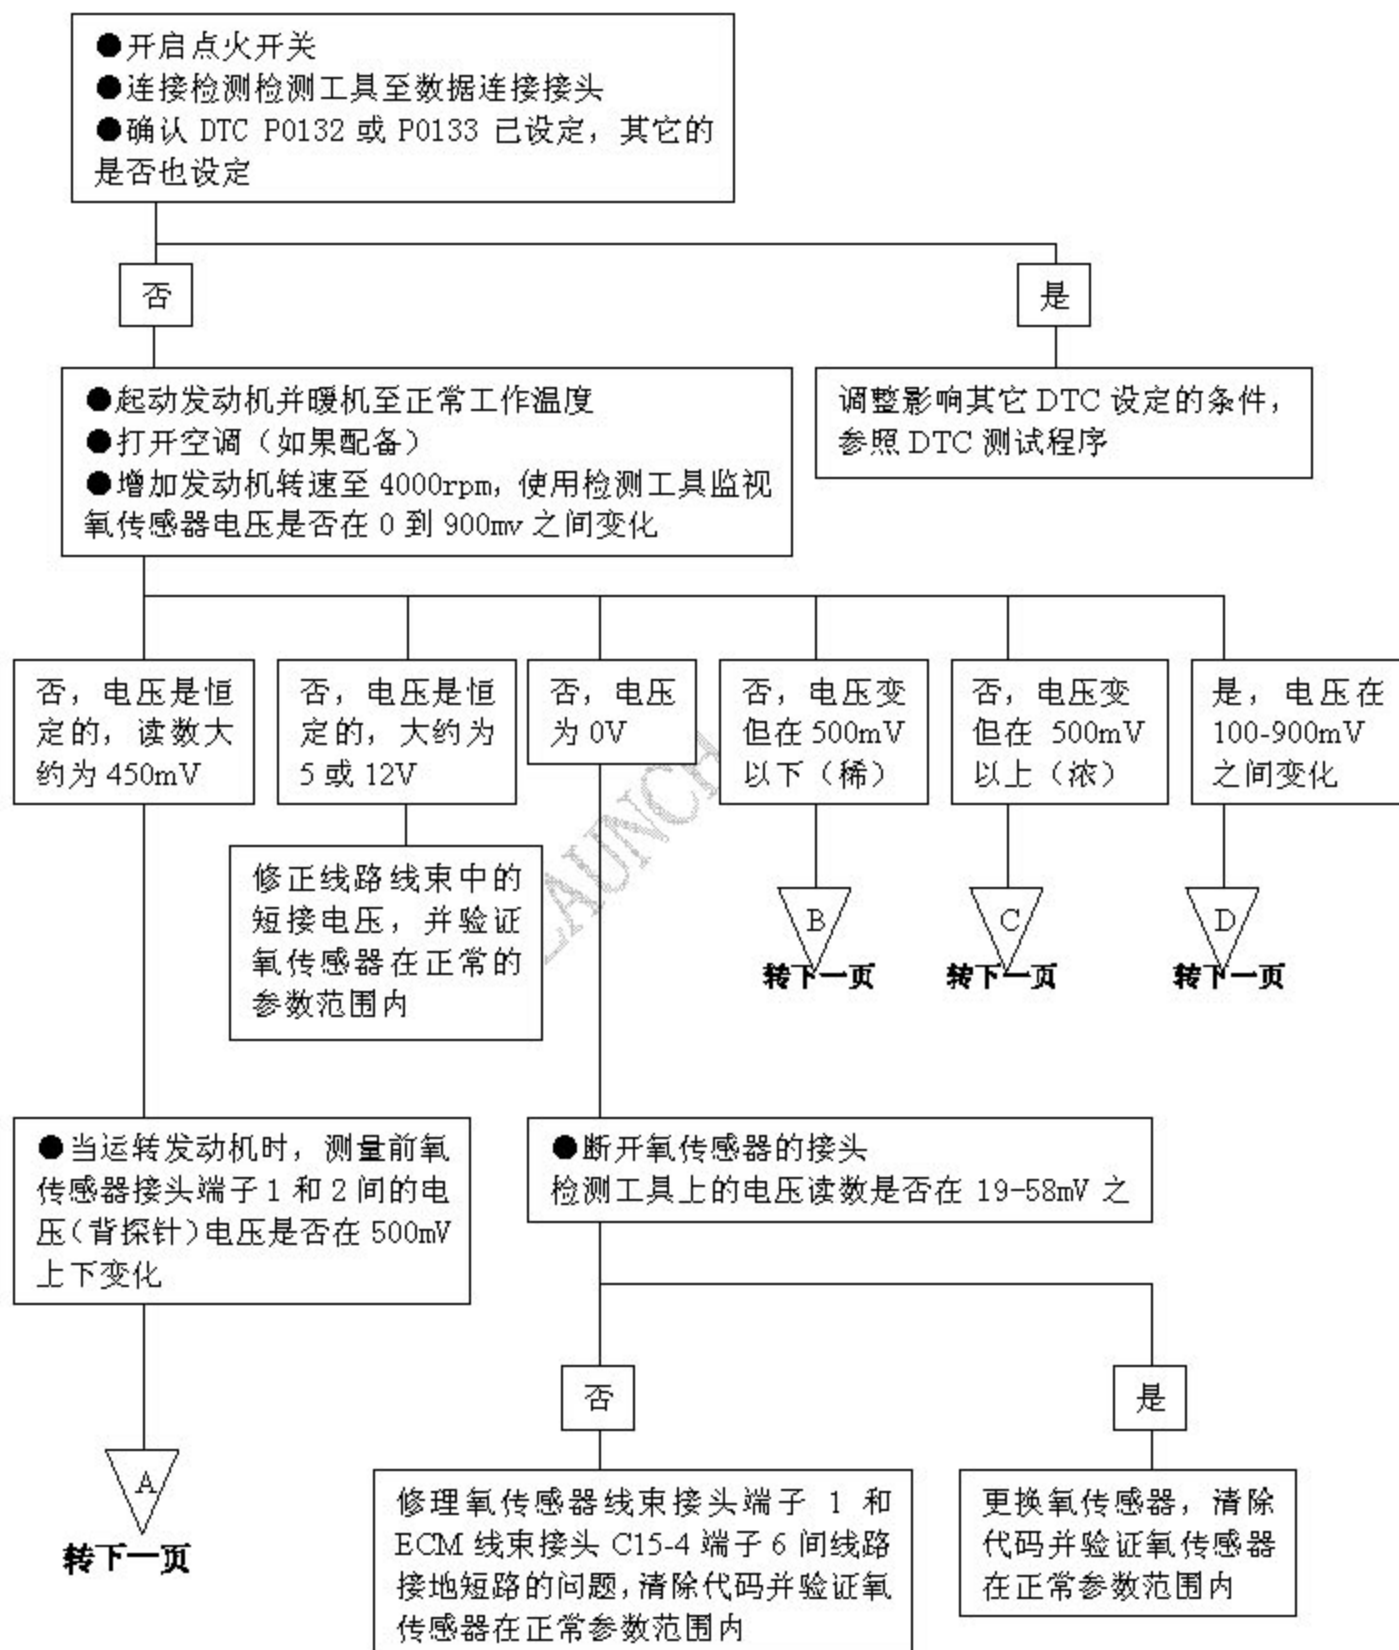 ●开启点火开关
●连接检测检测工具至数据连接接头
●确认 DTC P0132 或 P0133 已设定，其它的
是否也设定
否
是
●起动发动机并暖机至正常工作温度
●打开空调（如果配备）
●增加发动机转速至 4000rpm，使用检测工具监视
氧传感器电压是否在 0 到 900mv 之间变化
调整影响其它 DTC 设定的条件，
参照 DTC 测试程序
否，电压是恒
定的，读数大
约为 450mV
否，电压是恒
定的，大约为
5 或 12V
否，电压
为 0V
否，电压变
但在 500mV
以下（稀）
否，电压变
但在 500mV
以上（浓）
是，电压在
100-900mV
之间变化
LAUNCH
修正线路线束中的
短接电压，并验证
氧传感器在正常的
参数范围内
B
转下一页
C
转下一页
D
转下一页
●当运转发动机时，测量前氧
传感器接头端子 1 和 2 间的电
压（背探针）电压是否在 500mV
上下变化
●断开氧传感器的接头
检测工具上的电压读数是否在 19-58mV 之
否
是
A
转下一页
修理氧传感器线束接头端子 1 和
ECM 线束接头 C15-4 端子 6 间线路
接地短路的问题，清除代码并验证氧
传感器在正常参数范围内
更换氧传感器，清除
代码并验证氧传感器
在正常参数范围内